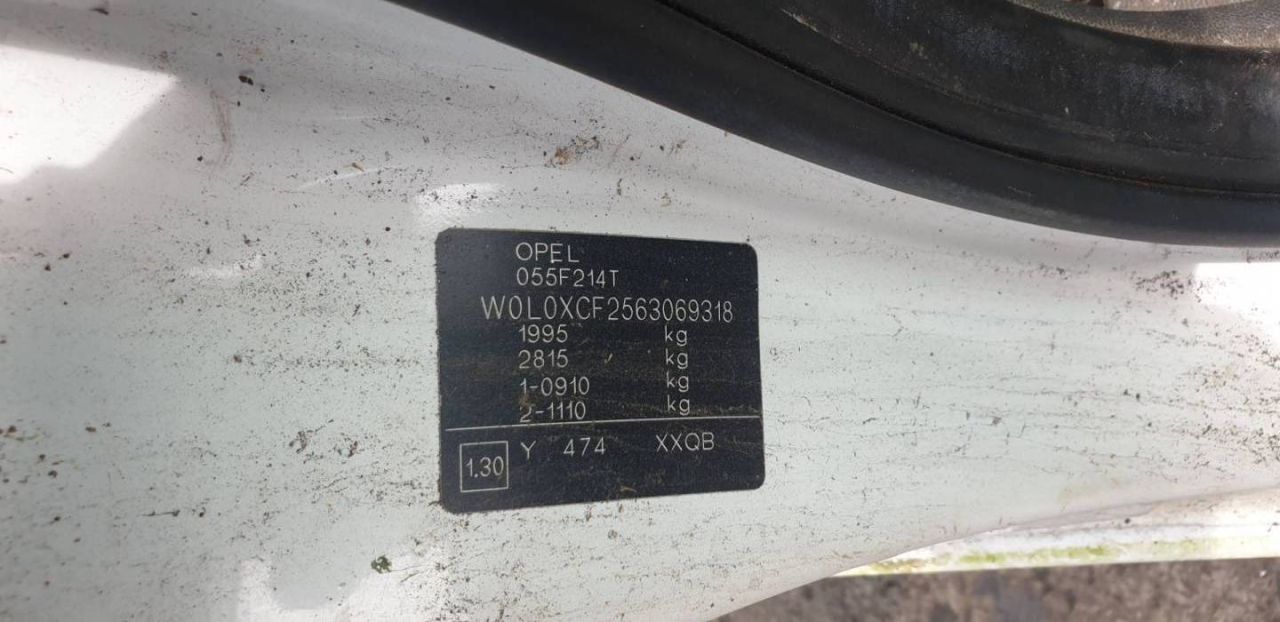 OPEL
055F214T
W0L0XCF2563069318
1995 kg
2815 kg
1-0910 kg
2-1110 kg
Y 474 XXQB
1.30